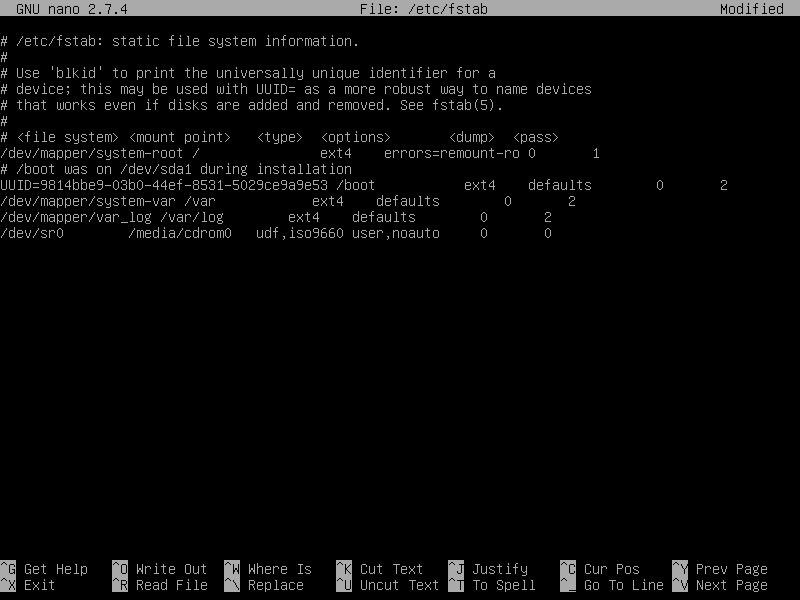 GNU nano 2.7.4 File: /etc/fstab Modified
# /etc/fstab: static file system information.
#
# Use 'blkid' to print the universally unique identifier for a
# device; this may be used with UUID= as a more robust way to name devices
# that works even if disks are added and removed. See fstab(5).
#
# <file system> <mount point>   <type>  <options>       <dump>  <pass>
/dev/mapper/system-root /               ext4    errors=remount-ro 0       1
# /boot was on /dev/sda1 during installation
UUID=9814bbe9-03b0-44ef-8531-5029ce9a9e53 /boot           ext4    defaults        0       2
/dev/mapper/system-var /var            ext4    defaults        0       2
/dev/mapper/var_log /var/log        ext4    defaults        0       2
/dev/sr0        /media/cdrom0   udf,iso9660 user,noauto     0       0
^G Get Help ^O Write Out ^W Where Is ^K Cut Text ^J Justify ^C Cur Pos ^Y Prev Page
^X Exit ^R Read File ^\ Replace ^U Uncut Text ^T To Spell ^_ Go To Line ^V Next Page